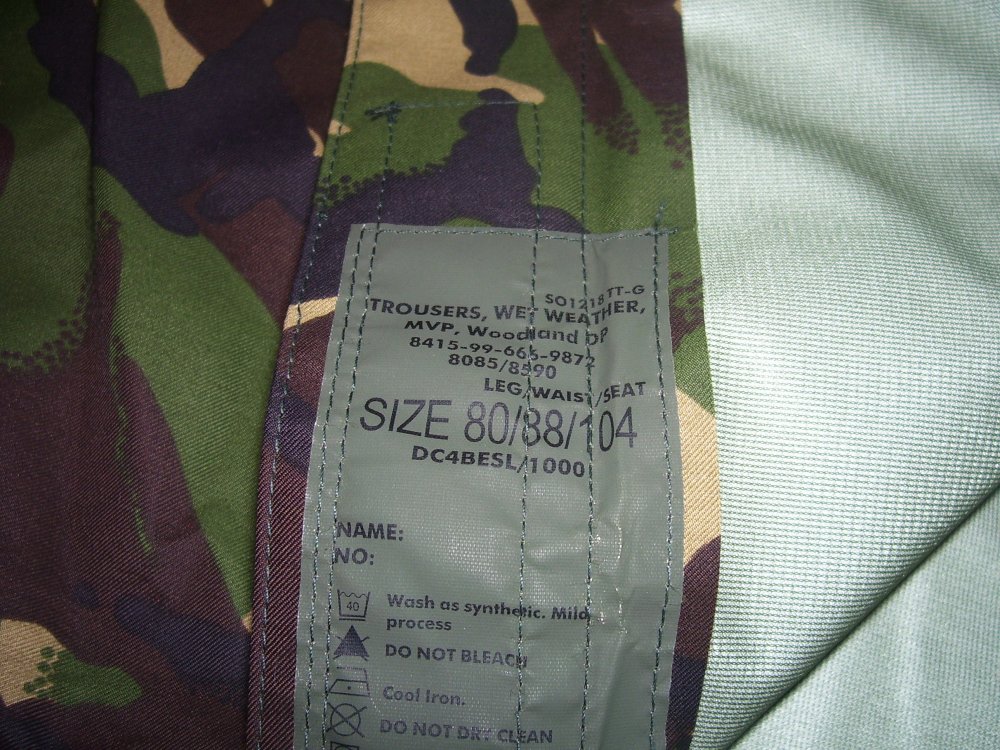 SO1218 TT-G
TROUSERS, WET WEATHER,
MVP, Woodland DP
8415-99-665-9872
8085/8590
LEG/WAIST/SEAT
SIZE 80/88/104
DC4BESL/1000
NAME:
NO:
40
Wash as synthetic. Mild
process
DO NOT BLEACH
Cool Iron.
DO NOT DRY CLEAN